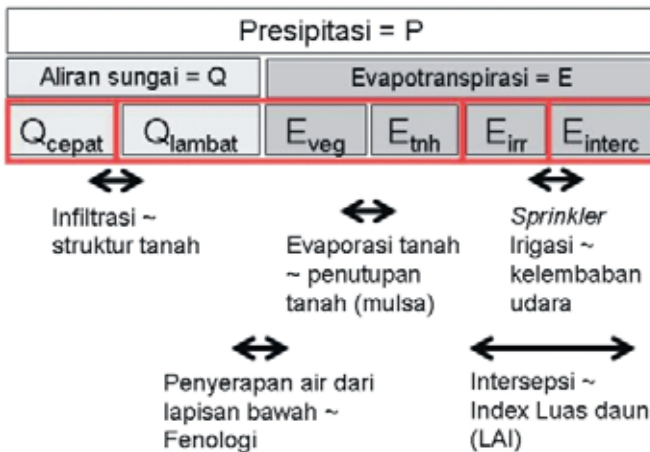 Presipitasi = P
Aliran sungai = Q
Evapotranspirasi = E
Qcepat
Qlambat
Eveg
Etnh
Eirr
Einterc
Infiltrasi ~
struktur tanah
Evaporasi tanah
~ penutupan
tanah (mulsa)
Sprinkler
Irigasi ~
kelembaban
udara
Penyerapan air dari
lapisan bawah ~
Fenologi
Intersepsi ~
Index Luas daun
(LAI)